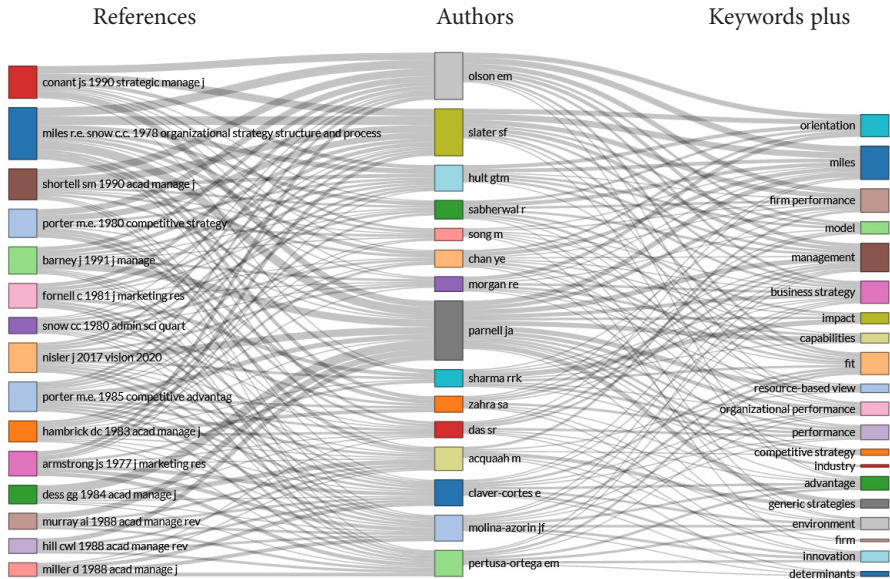 References
Authors
Keywords plus
conant js 1990 strategic manage j
miles r.e. snow c.c. 1978 organizational strategy structure and process
shortell sm 1990 acad manage j
porter m.e. 1980 competitive strategy
barney j 1991 j manage
fornell c 1981 j marketing res
snow cc 1980 admin sci quart
nisler j 2017 vision 2020
porter m.e. 1985 competitive advantag
hambrick dc 1983 acad manage j
armstrong js 1977 j marketing res
dess gg 1984 acad manage j
murray ai 1988 acad manage rev
hill cwl 1988 acad manage rev
miller d 1988 acad manage j
olson em
slater sf
hult gtm
sabherwal r
song m
chan ye
morgan re
parnell ja
sharma rrk
zahra sa
das sr
acquaah m
claver-cortes e
molina-azorin jf
pertusa-ortega em
orientation
miles
firm performance
model
management
business strategy
impact
capabilities
fit
resource-based view
organizational performance
performance
competitive strategy
industry
advantage
generic strategies
environment
firm
innovation
determinants